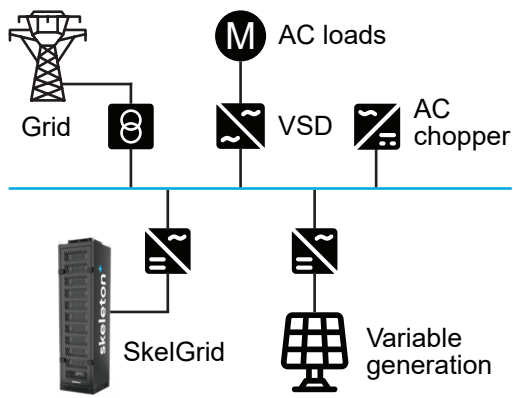 M
AC loads
Grid
VSD
AC
chopper
skeleton
SkelGrid
Variable
generation